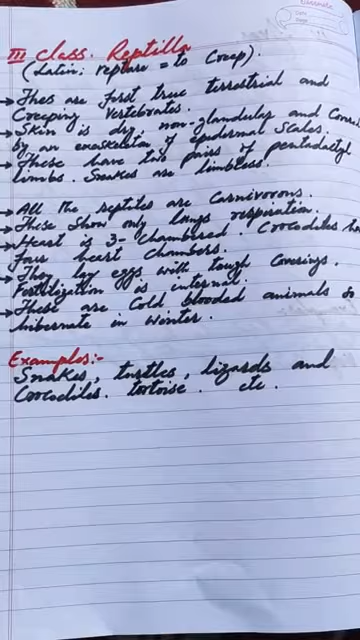 III Class. Reptilla
(Latin: reptare = to Creep).
→ Thes are first true terrestrial and
Creeping Vertebrates.
→ Skin is dry, non-glandular and
by an exoskeleton of epidermal Scales.
→ These have two pairs of pentadactyl
limbs. Snakes are limbless.
→ All the reptiles are Carnivorous.
→ These Show only lungs respiration.
→ Heart is 3-Chambered. Crocodiles ha
four heart Chambers.
→ They lay eggs with tough Coverings.
Fertilization is internal.
→ These are Cold blooded animals so
hibernate in winter.
Examples:-
Snakes, turtles, lizards and
Crocodiles. tortoise. etc.